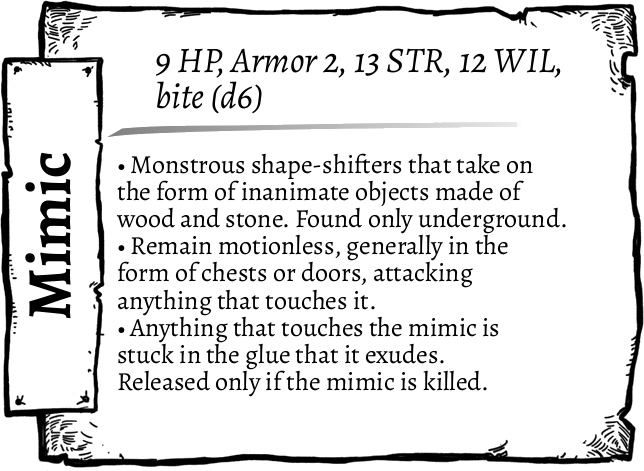 Mimic
9 HP, Armor 2, 13 STR, 12 WIL,
bite (d6)
• Monstrous shape-shifters that take on
the form of inanimate objects made of
wood and stone. Found only underground.
• Remain motionless, generally in the
form of chests or doors, attacking
anything that touches it.
• Anything that touches the mimic is
stuck in the glue that it exudes.
Released only if the mimic is killed.